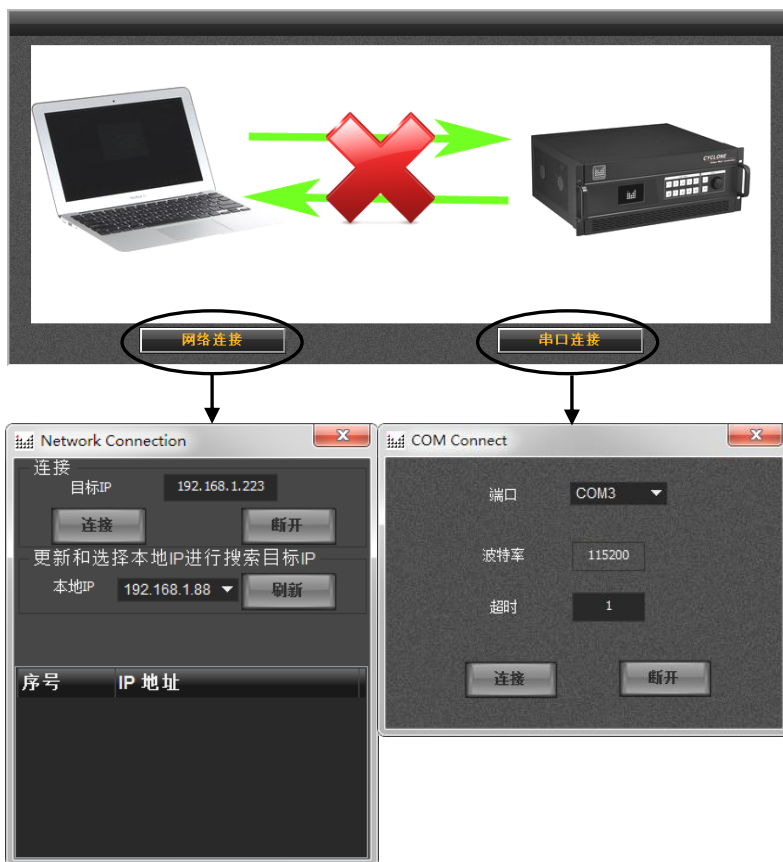 CYCLONE
网络连接
串口连接
Network Connection
连接
目标IP
192.168.1.223
连接
断开
更新和选择本地IP进行搜索目标IP
本地IP
192.168.1.88
刷新
序号
IP 地址
COM Connect
端口
COM3
波特率
115200
超时
1
连接
断开